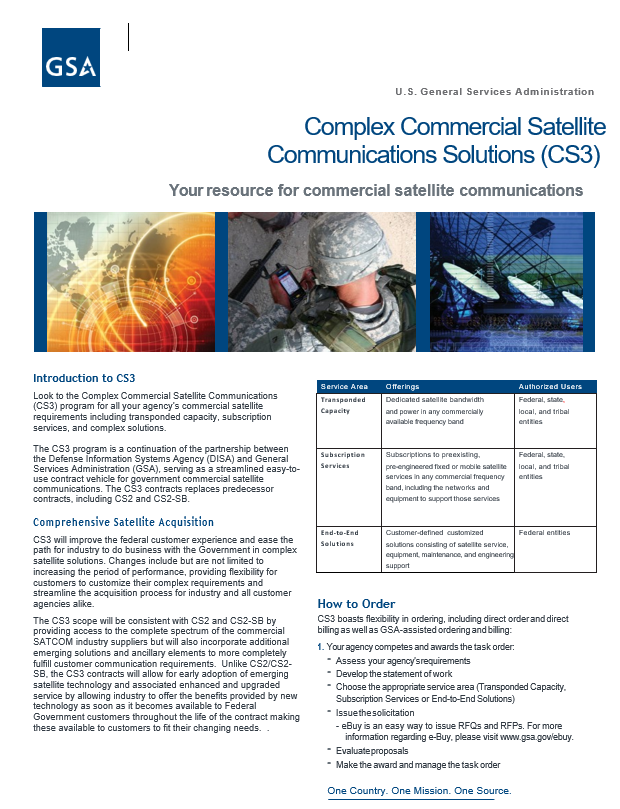 GSA
U.S. General Services Administration
Complex Commercial Satellite
Communications Solutions (CS3)
Your resource for commercial satellite communications
Introduction to CS3
Look to the Complex Commercial Satellite Communications
(CS3) program for all your agency's commercial satellite
requirements including transponded capacity, subscription
services, and complex solutions.
The CS3 program is a continuation of the partnership between
the Defense Information Systems Agency (DISA) and General
Services Administration (GSA), serving as a streamlined easy-to-
use contract vehicle for government commercial satellite
communications. The CS3 contracts replaces predecessor
contracts, including CS2 and CS2-SB.
Comprehensive Satellite Acquisition
CS3 will improve the federal customer experience and ease the
path for industry to do business with the Government in complex
satellite solutions. Changes include but are not limited to
increasing the period of performance, providing flexibility for
customers to customize their complex requirements and
streamline the acquisition process for industry and all customer
agencies alike.
The CS3 scope will be consistent with CS2 and CS2-SB by
providing access to the complete spectrum of the commercial
SATCOM industry suppliers but will also incorporate additional
emerging solutions and ancillary elements to more completely
fulfill customer communication requirements. Unlike CS2/CS2-
SB, the CS3 contracts will allow for early adoption of emerging
satellite technology and associated enhanced and upgraded
service by allowing industry to offer the benefits provided by new
technology as soon as it becomes available to Federal
Government customers throughout the life of the contract making
these available to customers to fit their changing needs. .
Service Area Offerings Authorized Users
Transponded Dedicated satellite bandwidth Federal, state,
Capacity and power in any commercially local, and tribal
available frequency band entities
Subscription Subscriptions to preexisting, Federal, state,
Services pre-engineered fixed or mobile satellite local, and tribal
services in any commercial frequency entities
band, including the networks and
equipment to support those services
End-to-End Customer-defined customized Federal entities
Solutions solutions consisting of satellite service,
equipment, maintenance, and engineering
support
How to Order
CS3 boasts flexibility in ordering, including direct order and direct
billing as well as GSA-assisted ordering and billing:
1. Your agency competes and awards the task order:
- Assess your agency's requirements
- Develop the statement of work
- Choose the appropriate service area (Transponded Capacity,
Subscription Services or End-to-End Solutions)
- Issue the solicitation
- eBuy is an easy way to issue RFQs and RFPs. For more
information regarding e-Buy, please visit www.gsa.gov/ebuy.
- Evaluate proposals
- Make the award and manage the task order
One Country. One Mission. One Source.